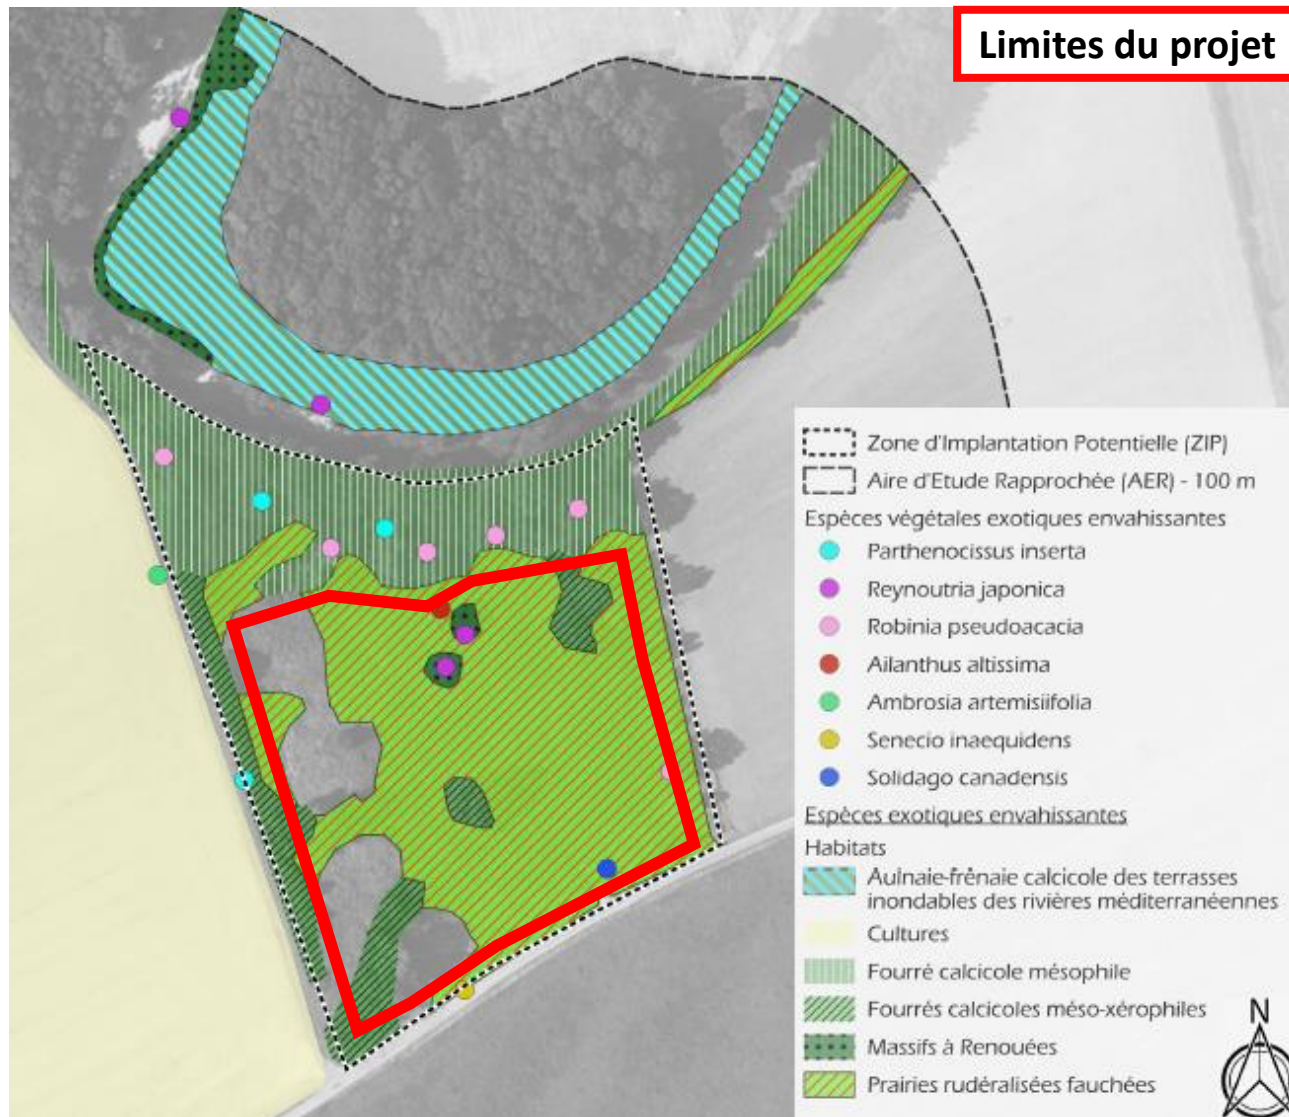 Limites du projet
Zone d'Implantation Potentielle (ZIP)
Aire d'Etude Rapprochée (AER) - 100 m
Espèces végétales exotiques envahissantes
Parthenocissus inserta
Reynoutria japonica
Robinia pseudoacacia
Ailanthus altissima
Ambrosia artemisiifolia
Senecio inaequidens
Solidago canadensis
Espèces exotiques envahissantes
Habitats
Aulnaie-frênaie calcicole des terrasses
inondables des rivières méditerranéennes
Cultures
Fourré calcicole mésophile
Fourrés calcicoles méso-xérophiles
Massifs à Renouées
Prairies rudéralisées fauchées
N